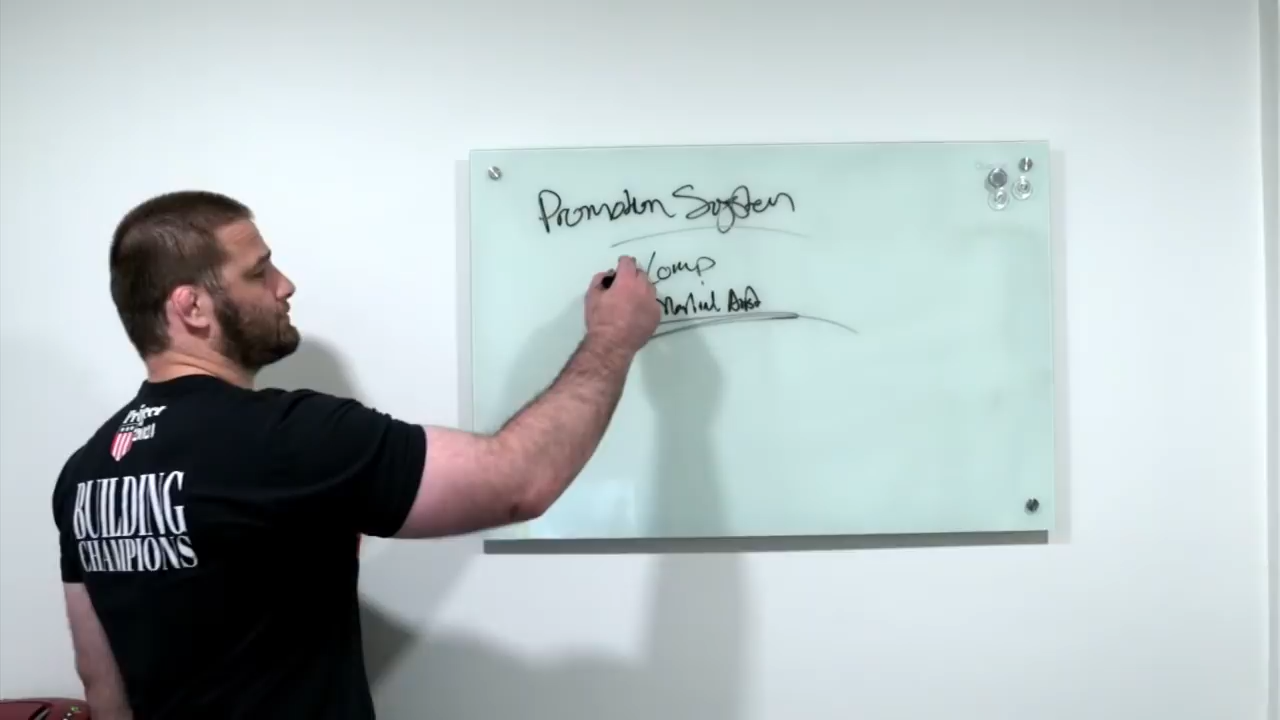 Promotion System
Comp
Martial Artist
BUILDING
CHAMPIONS